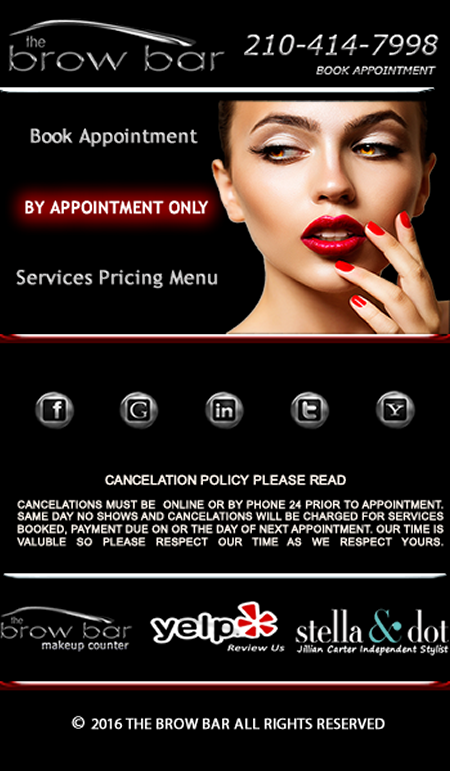 the
brow bar
210-414-7998
BOOK APPOINTMENT
Book Appointment
BY APPOINTMENT ONLY
Services Pricing Menu
f G in t Y
CANCELATION POLICY PLEASE READ
CANCELATIONS MUST BE ONLINE OR BY PHONE 24 PRIOR TO APPOINTMENT.
SAME DAY NO SHOWS AND CANCELATIONS WILL BE CHARGED FOR SERVICES
BOOKED, PAYMENT DUE ON OR THE DAY OF NEXT APPOINTMENT. OUR TIME IS
VALUBLE SO PLEASE RESPECT OUR TIME AS WE RESPECT YOURS.
the
brow bar
makeup counter
yelp
Review Us
stella & dot
Jillian Carter Independent Stylist
© 2016 THE BROW BAR ALL RIGHTS RESERVED